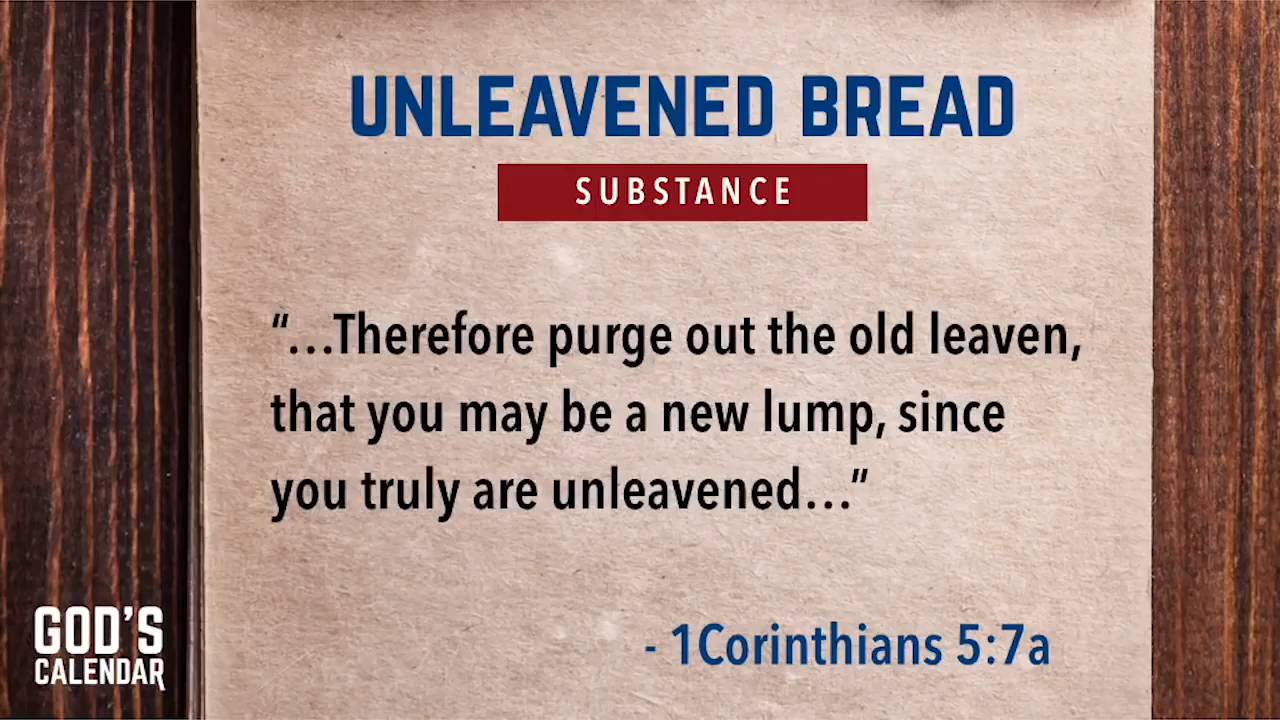 UNLEAVENED BREAD
SUBSTANCE
“...Therefore purge out the old leaven,
that you may be a new lump, since
you truly are unleavened...”
- 1Corinthians 5:7a
GOD'S
CALENDAR